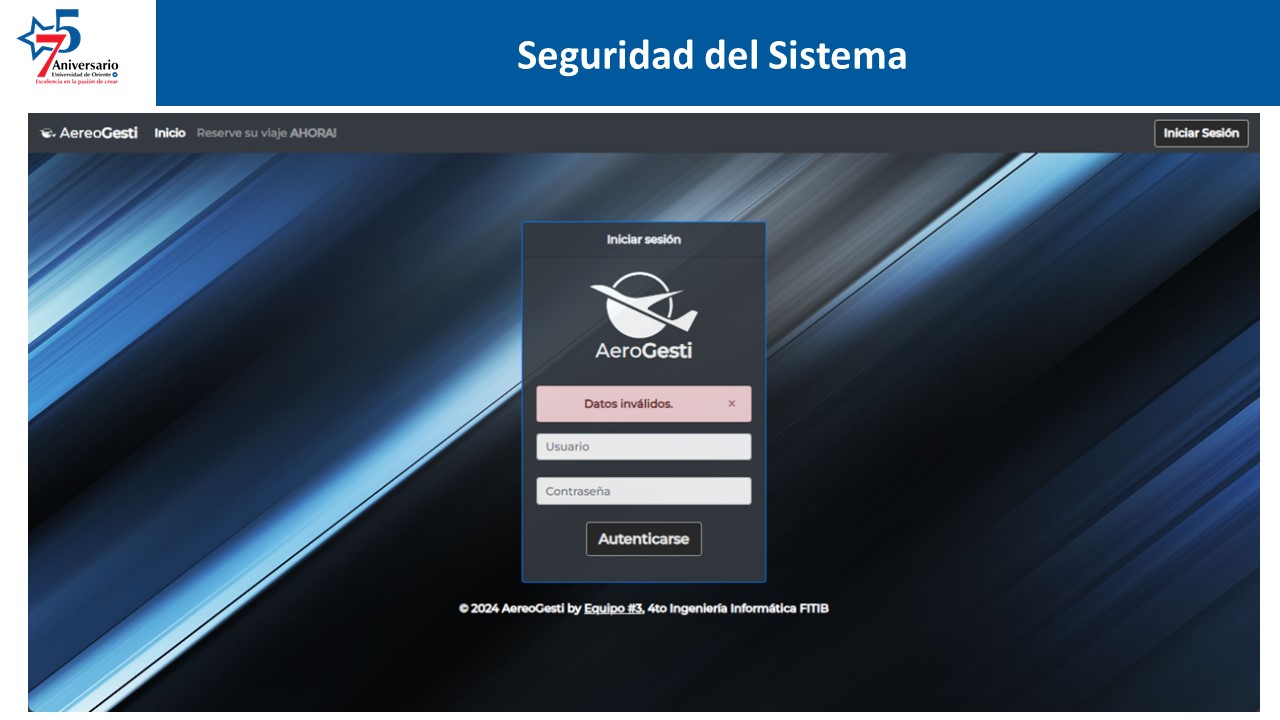 75
Aniversario
Universidad de Oriente
Excelencia en la pasión de crear
Seguridad del Sistema
AereoGesti Inicio Reserve su viaje AHORA! Iniciar Sesión
Iniciar sesión
AeroGesti
Datos inválidos. ×
Usuario
Contraseña
Autenticarse
© 2024 AereoGesti by Equipo #3, 4to Ingeniería Informática FITIB